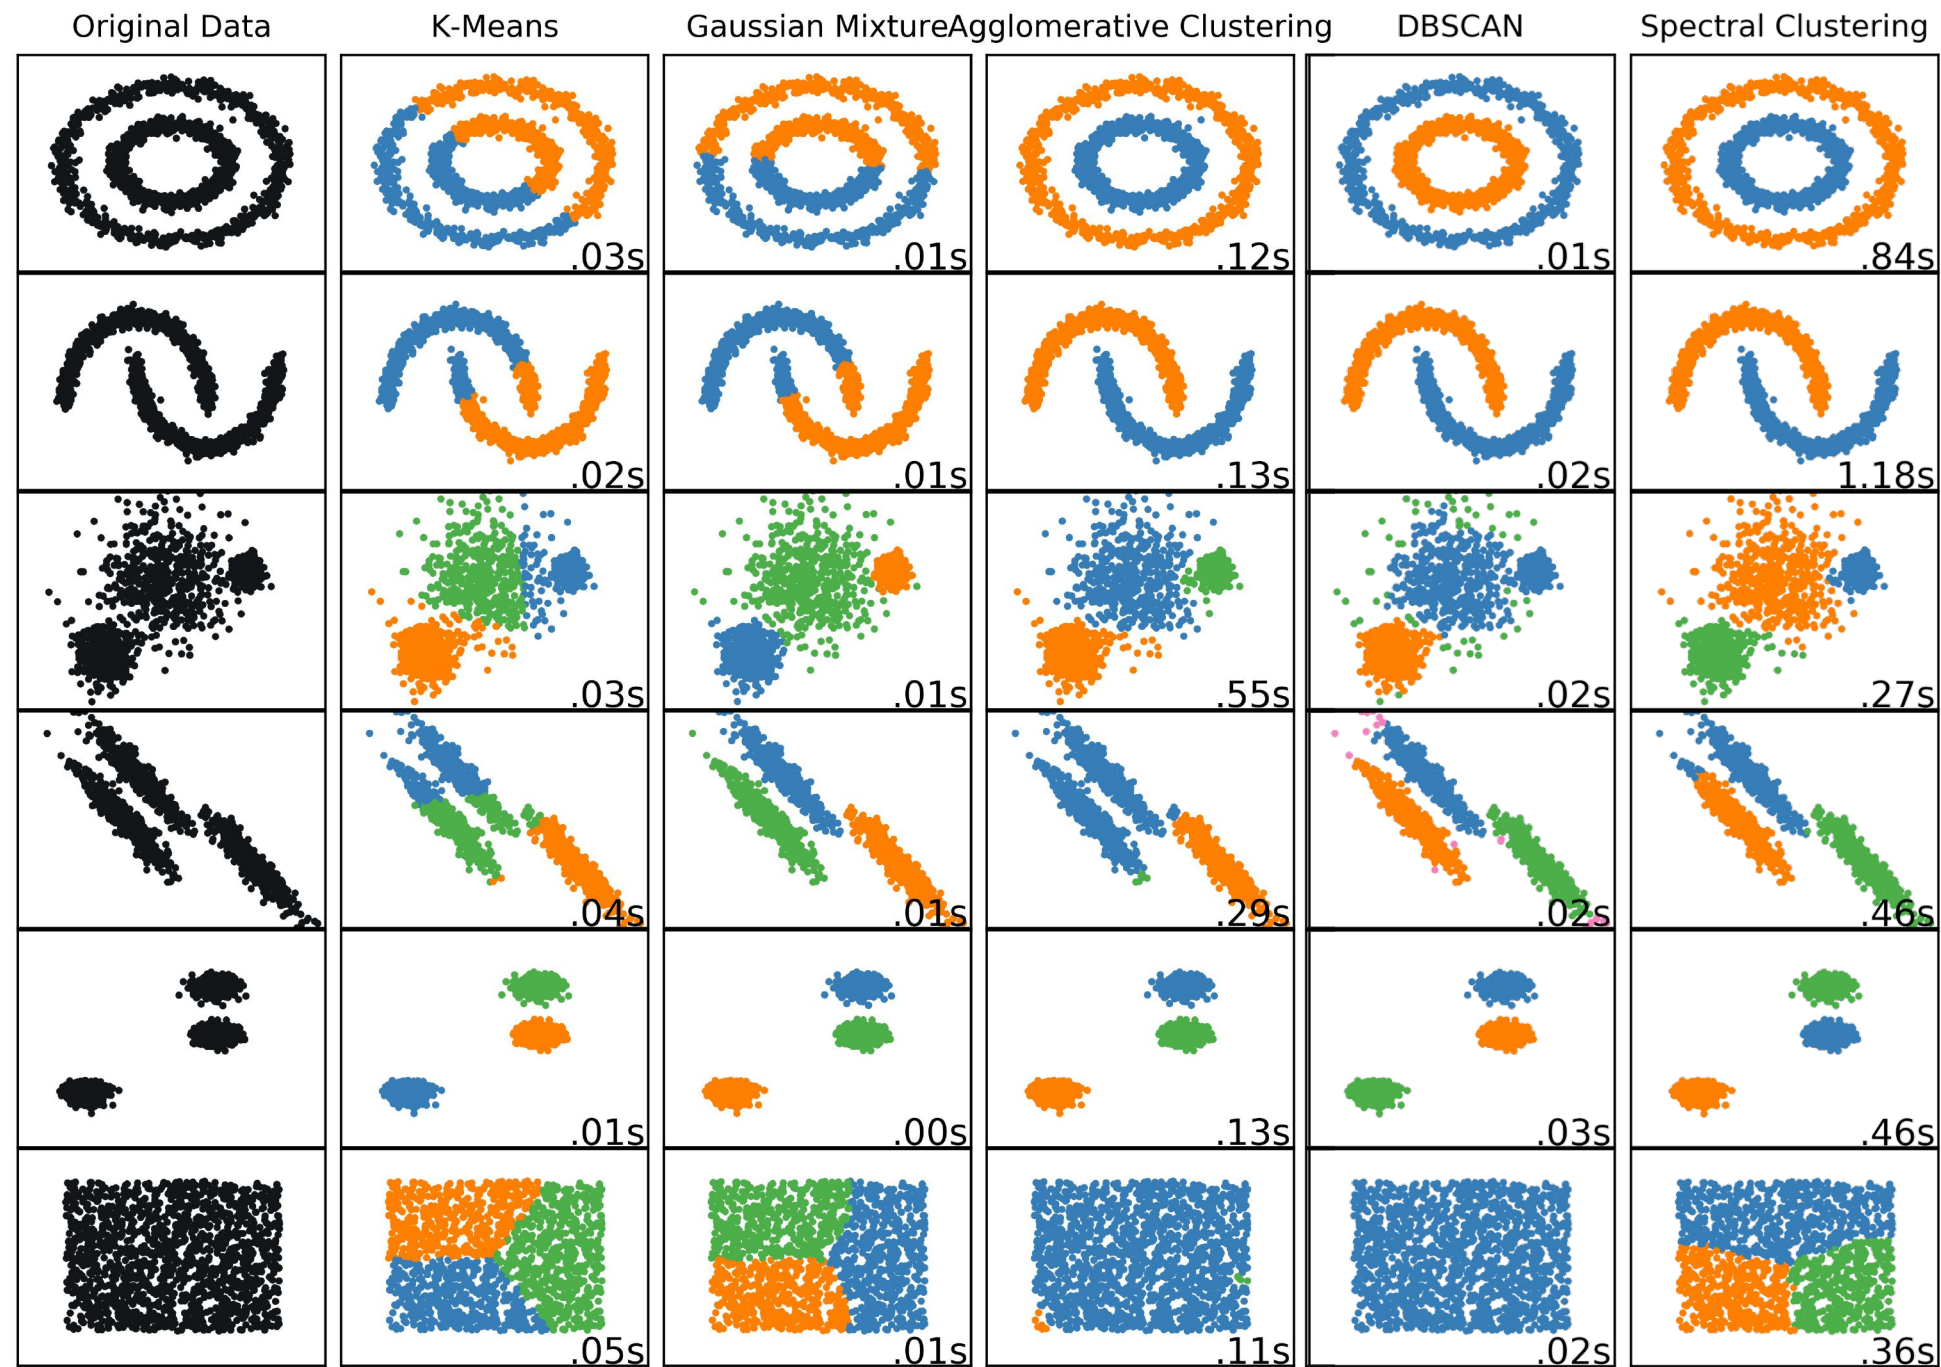 Original Data
K-Means
Gaussian Mixture
Agglomerative Clustering
DBSCAN
Spectral Clustering
.03s
.01s
.12s
.01s
.84s
.02s
.01s
.13s
.02s
1.18s
.03s
.01s
.55s
.02s
.27s
.04s
.01s
.29s
.02s
.46s
.01s
.00s
.13s
.03s
.46s
.05s
.01s
.11s
.02s
.36s